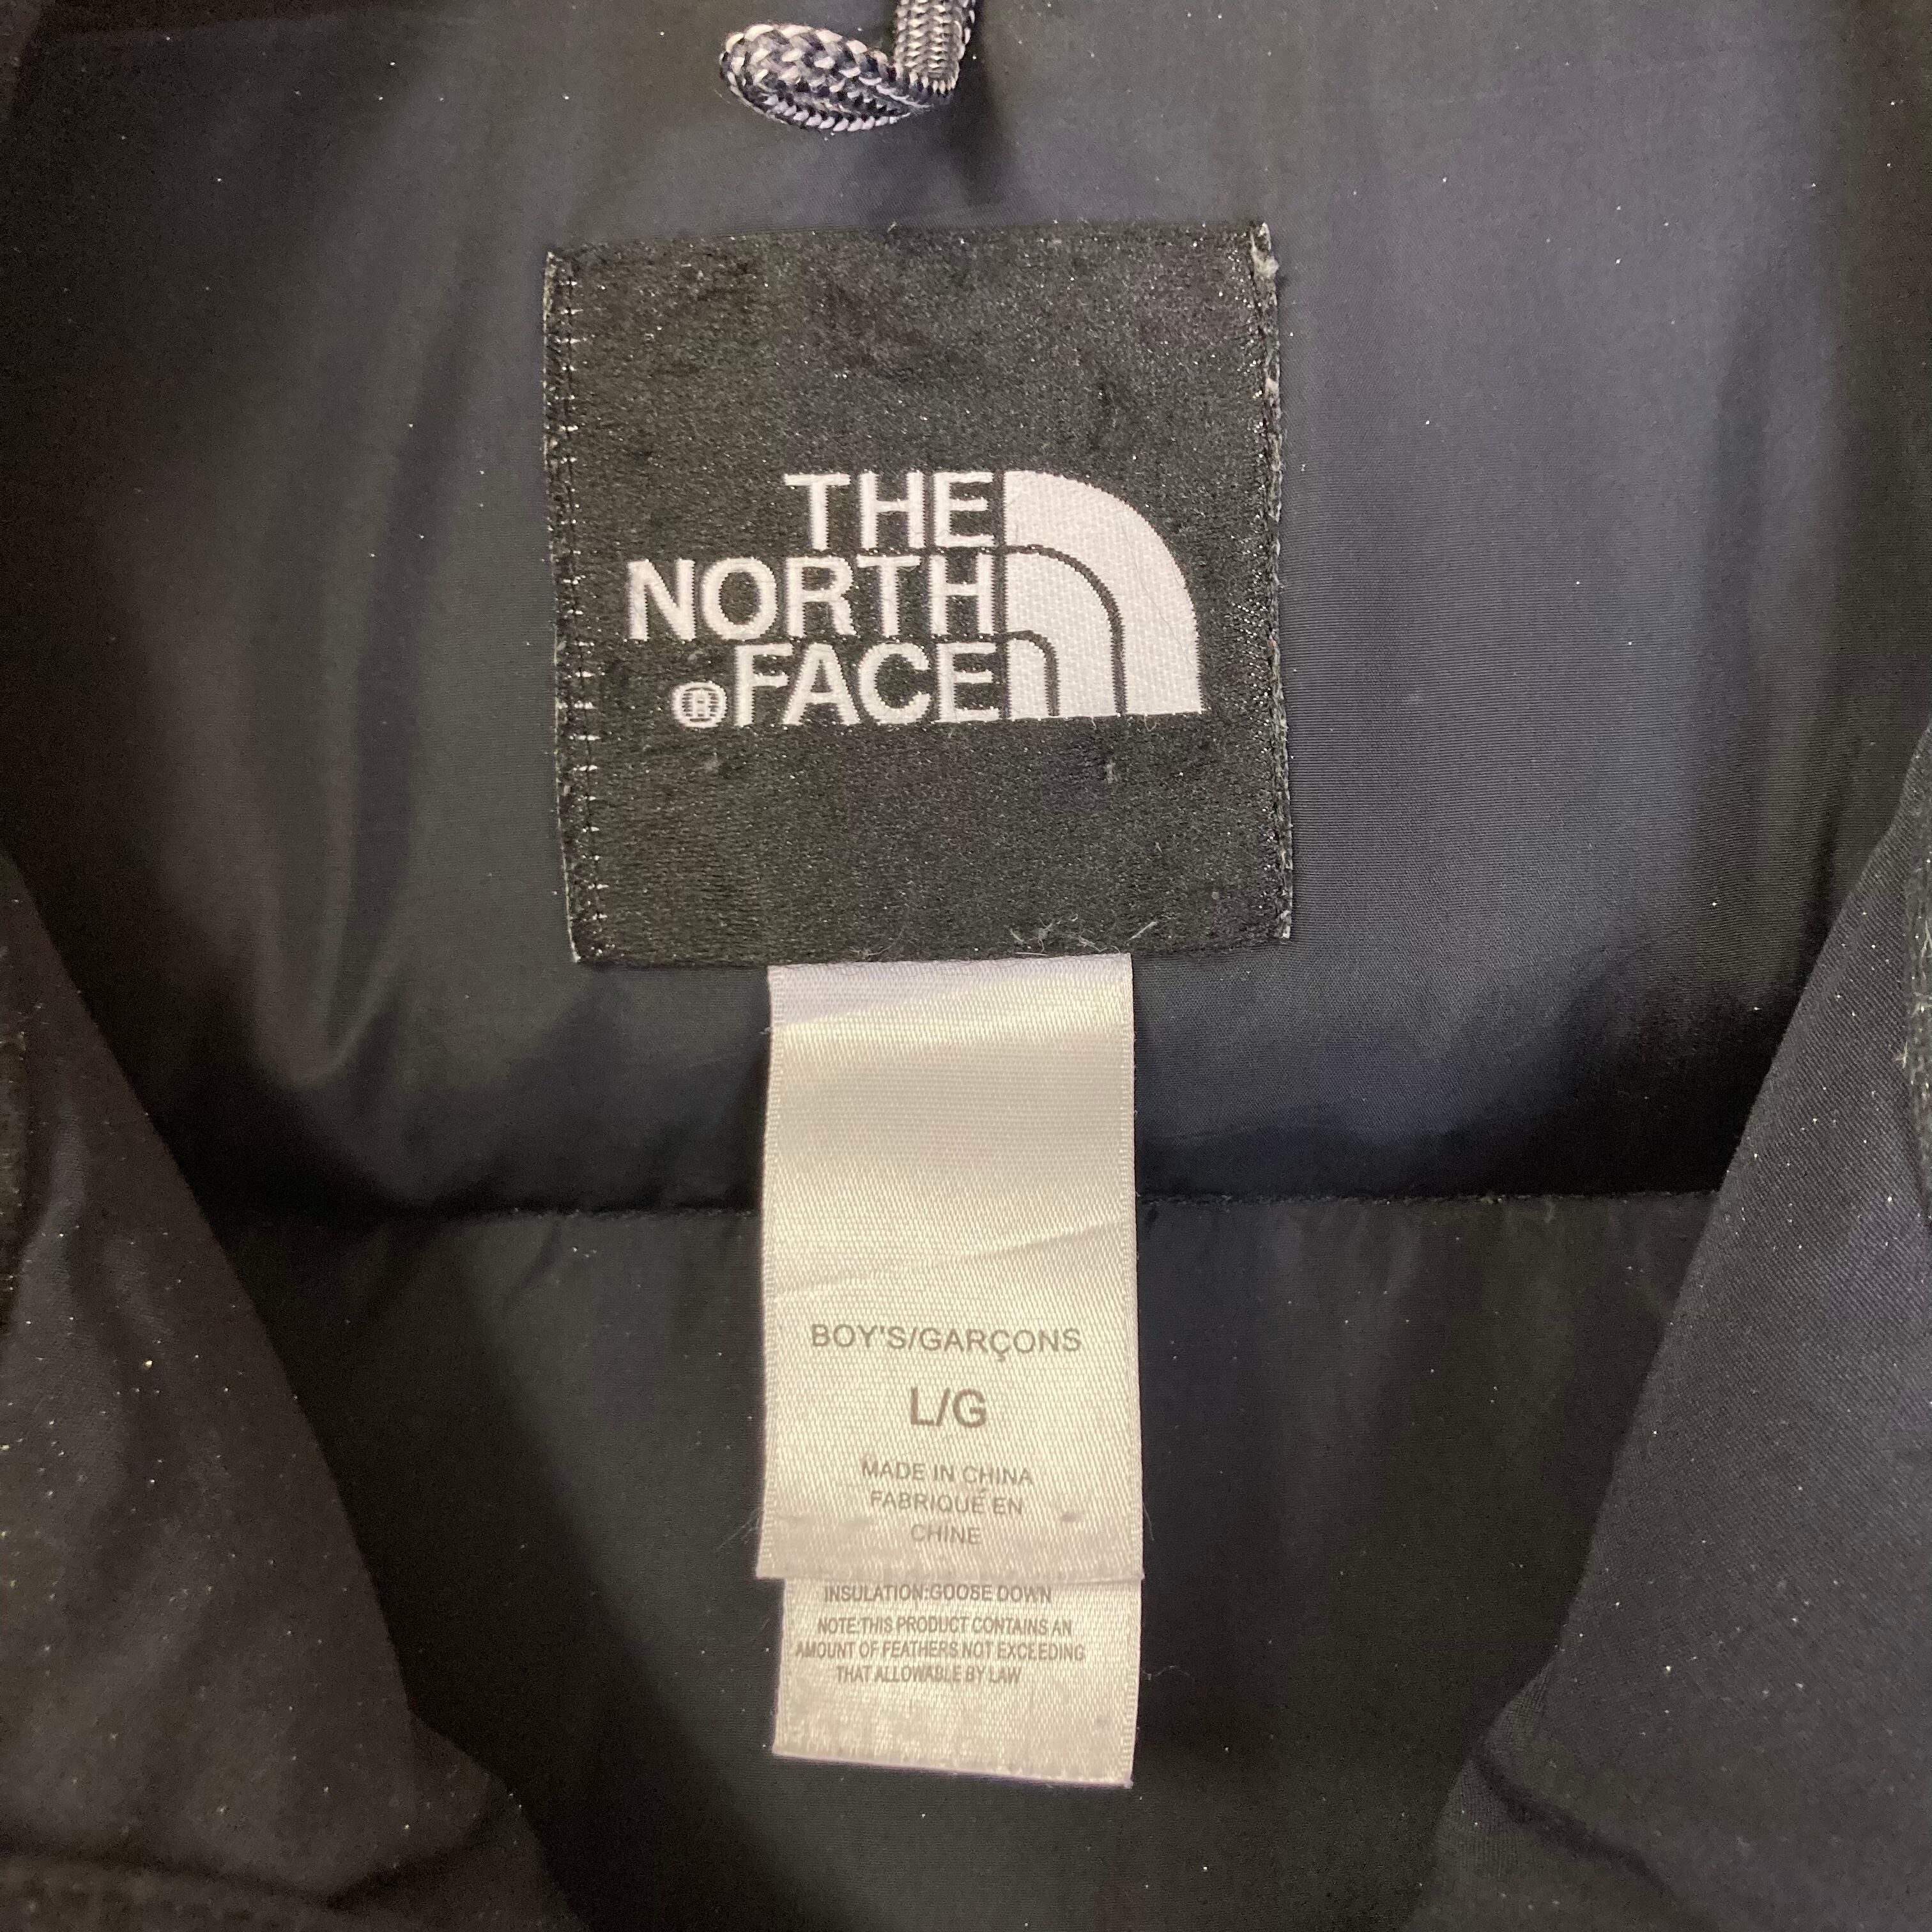 THE
NORTH
®FACE
BOY'S/GARÇONS
L/G
MADE IN CHINA
FABRIQUÉ EN
CHINE
INSULATION:GOOSE DOWN
NOTE:THIS PRODUCT CONTAINS AN
AMOUNT OF FEATHERS NOT EXCEEDING
THAT ALLOWABLE BY LAW